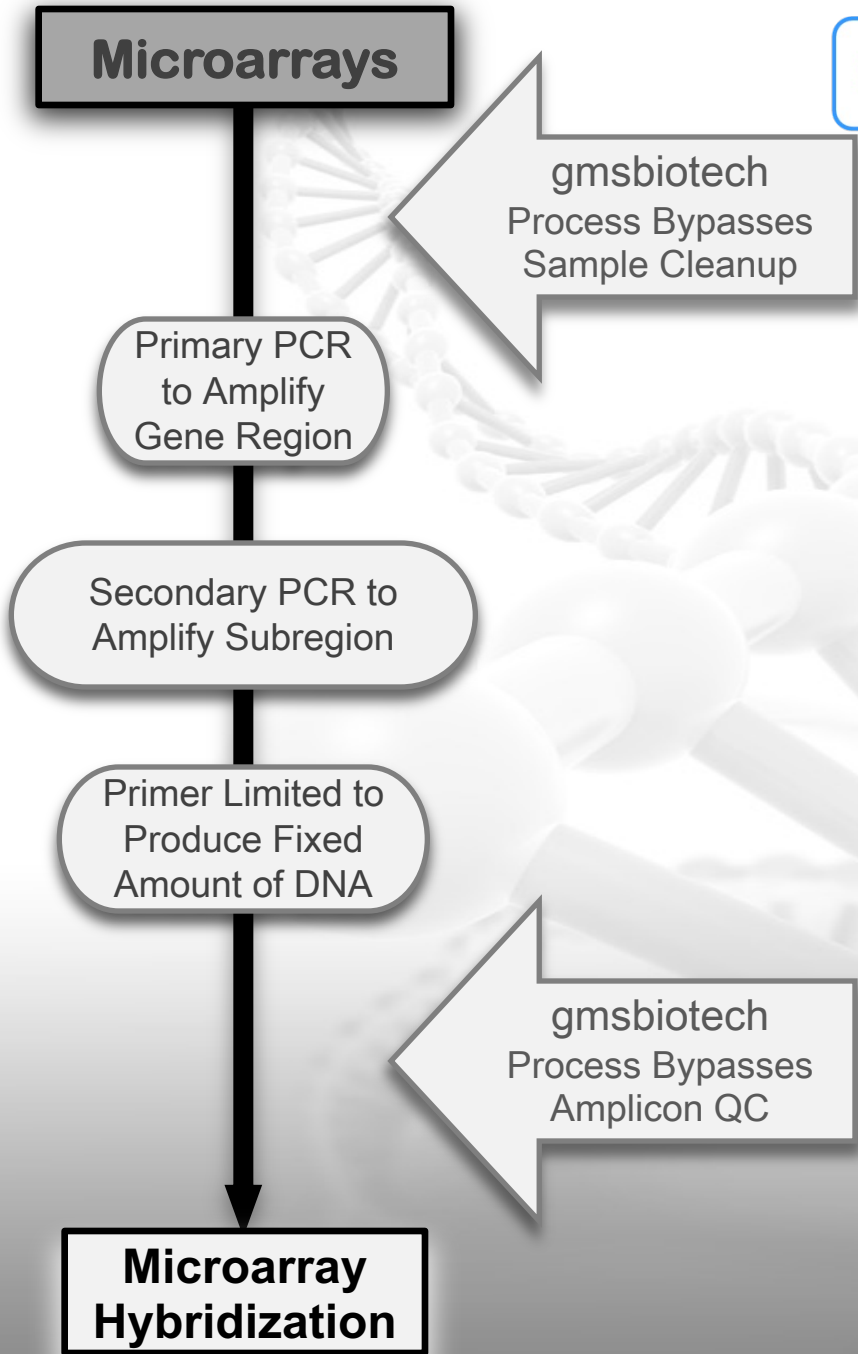 Microarrays
gmsbiotech
Process Bypasses
Sample Cleanup
Primary PCR
to Amplify
Gene Region
Secondary PCR to
Amplify Subregion
Primer Limited to
Produce Fixed
Amount of DNA
gmsbiotech
Process Bypasses
Amplicon QC
Microarray
Hybridization